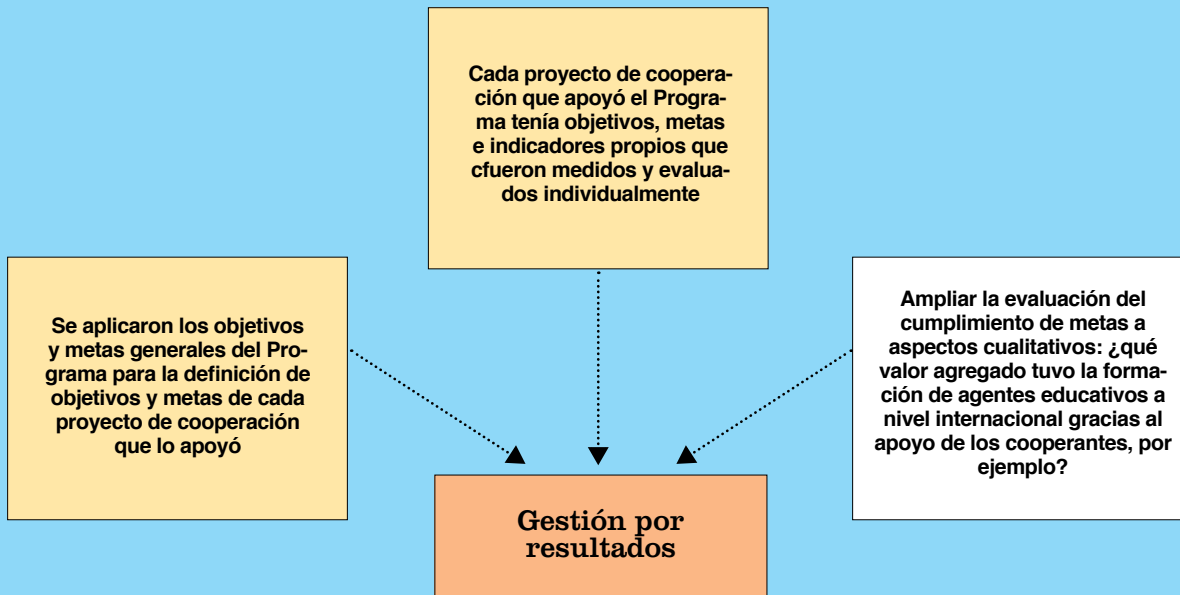 Cada proyecto de coopera-
ción que apoyó el Progra-
ma tenía objetivos, metas
e indicadores propios que
cfueron medidos y evalua-
dos individualmente
Se aplicaron los objetivos
y metas generales del Pro-
grama para la definición de
objetivos y metas de cada
proyecto de cooperación
que lo apoyó
Ampliar la evaluación del
cumplimiento de metas a
aspectos cualitativos: ¿qué
valor agregado tuvo la forma-
ción de agentes educativos a
nivel internacional gracias al
apoyo de los cooperantes, por
ejemplo?
Gestión por
resultados